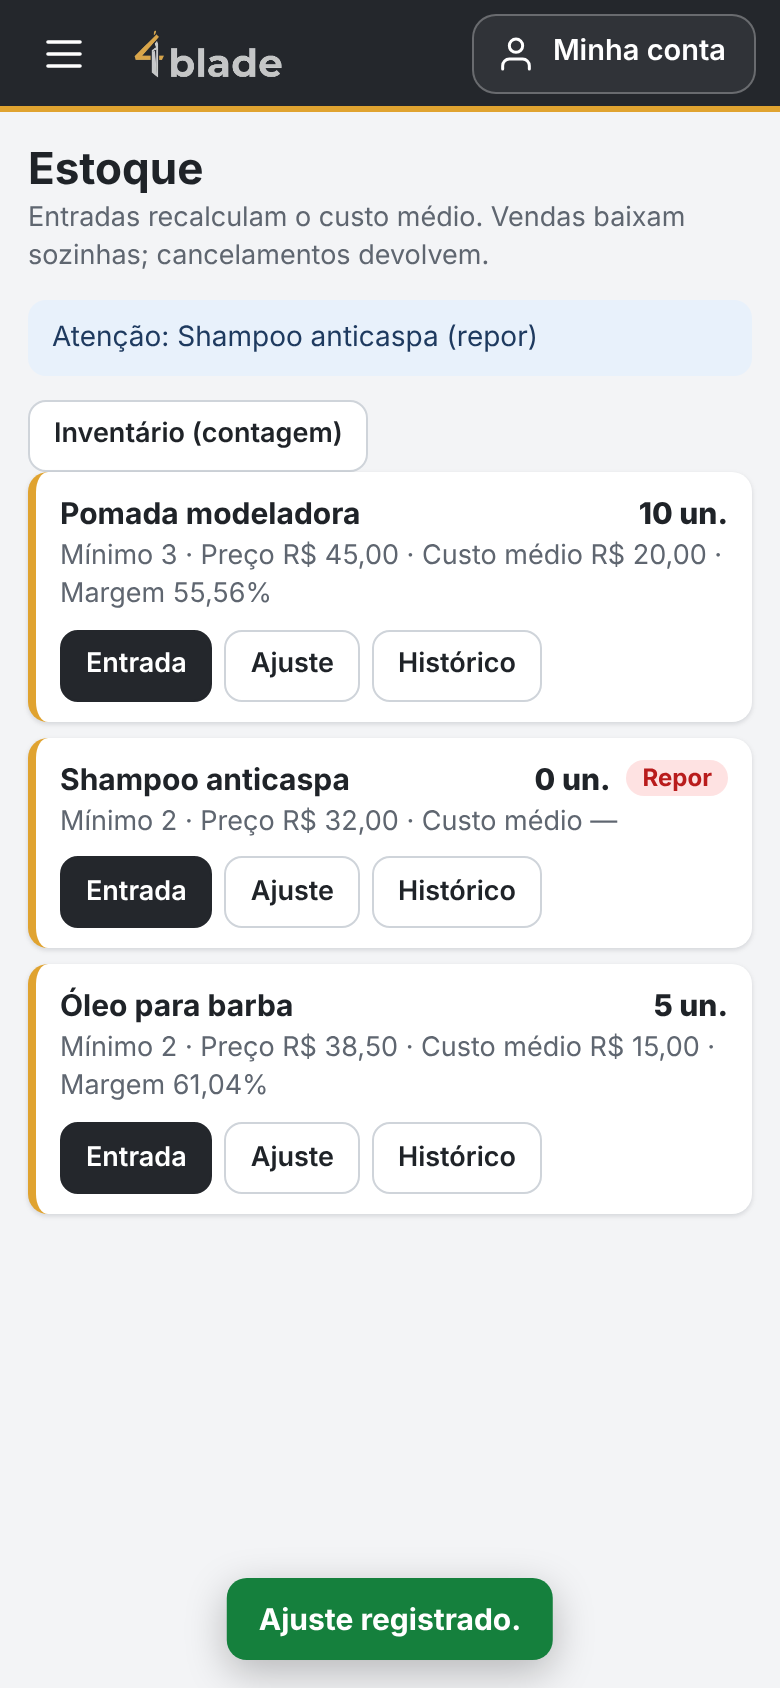 4blade
Minha conta
Estoque
Entradas recalculam o custo médio. Vendas baixam
sozinhas; cancelamentos devolvem.
Atenção: Shampoo anticaspa (repor)
Inventário (contagem)
Pomada modeladora 10 un.
Mínimo 3 · Preço R$ 45,00 · Custo médio R$ 20,00 ·
Margem 55,56%
Entrada Ajuste Histórico
Shampoo anticaspa 0 un. Repor
Mínimo 2 · Preço R$ 32,00 · Custo médio —
Entrada Ajuste Histórico
Óleo para barba 5 un.
Mínimo 2 · Preço R$ 38,50 · Custo médio R$ 15,00 ·
Margem 61,04%
Entrada Ajuste Histórico
Ajuste registrado.